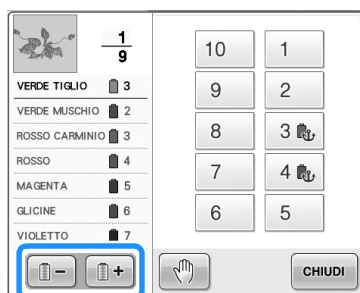 1
9
VERDE TIGLIO 3
VERDE MUSCHIO 2
ROSSO CARMINIO 3
ROSSO 4
MAGENTA 5
GLICINE 6
VIOLETTO 7
- +
10 1
9 2
8 3
7 4
6 5
CHIUDI